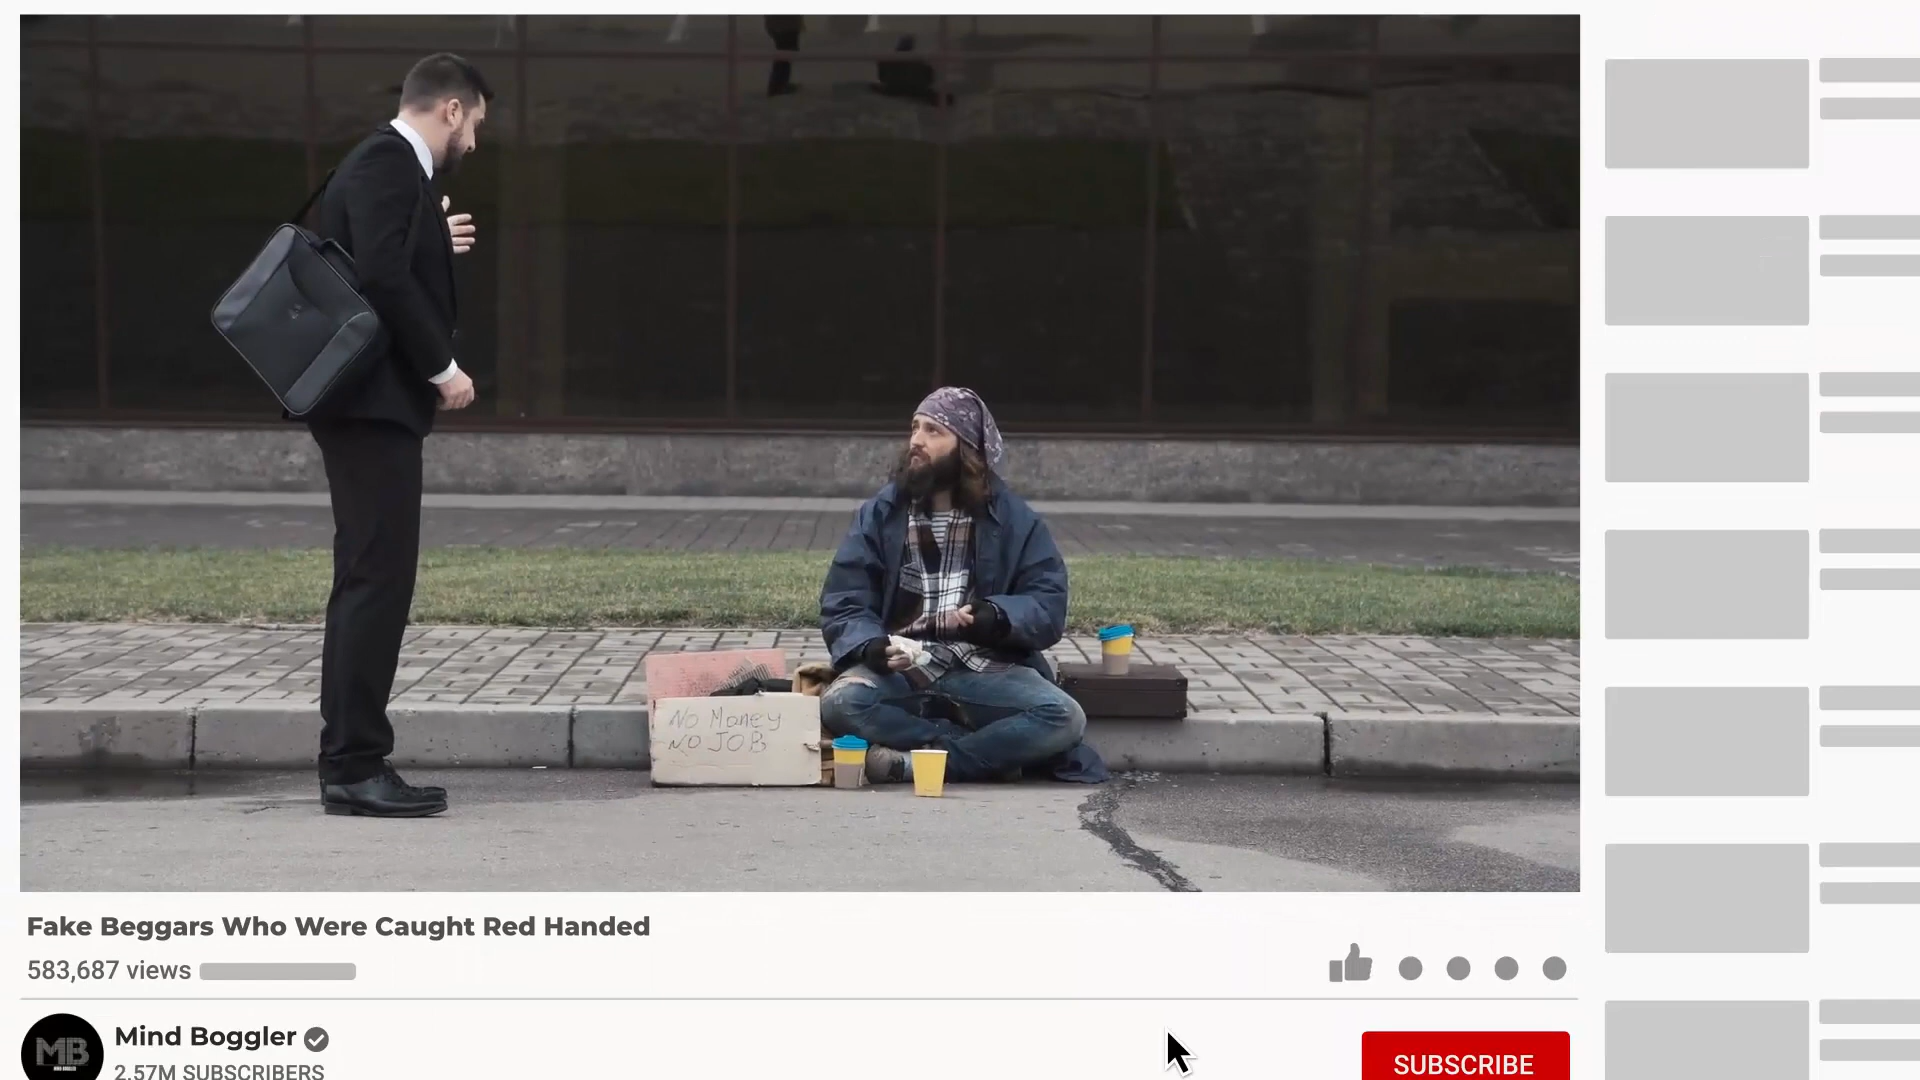 No Money
No JOB
Fake Beggars Who Were Caught Red Handed
583,687 views
MB
Mind Boggler
2.57M SUBSCRIBERS
SUBSCRIBE